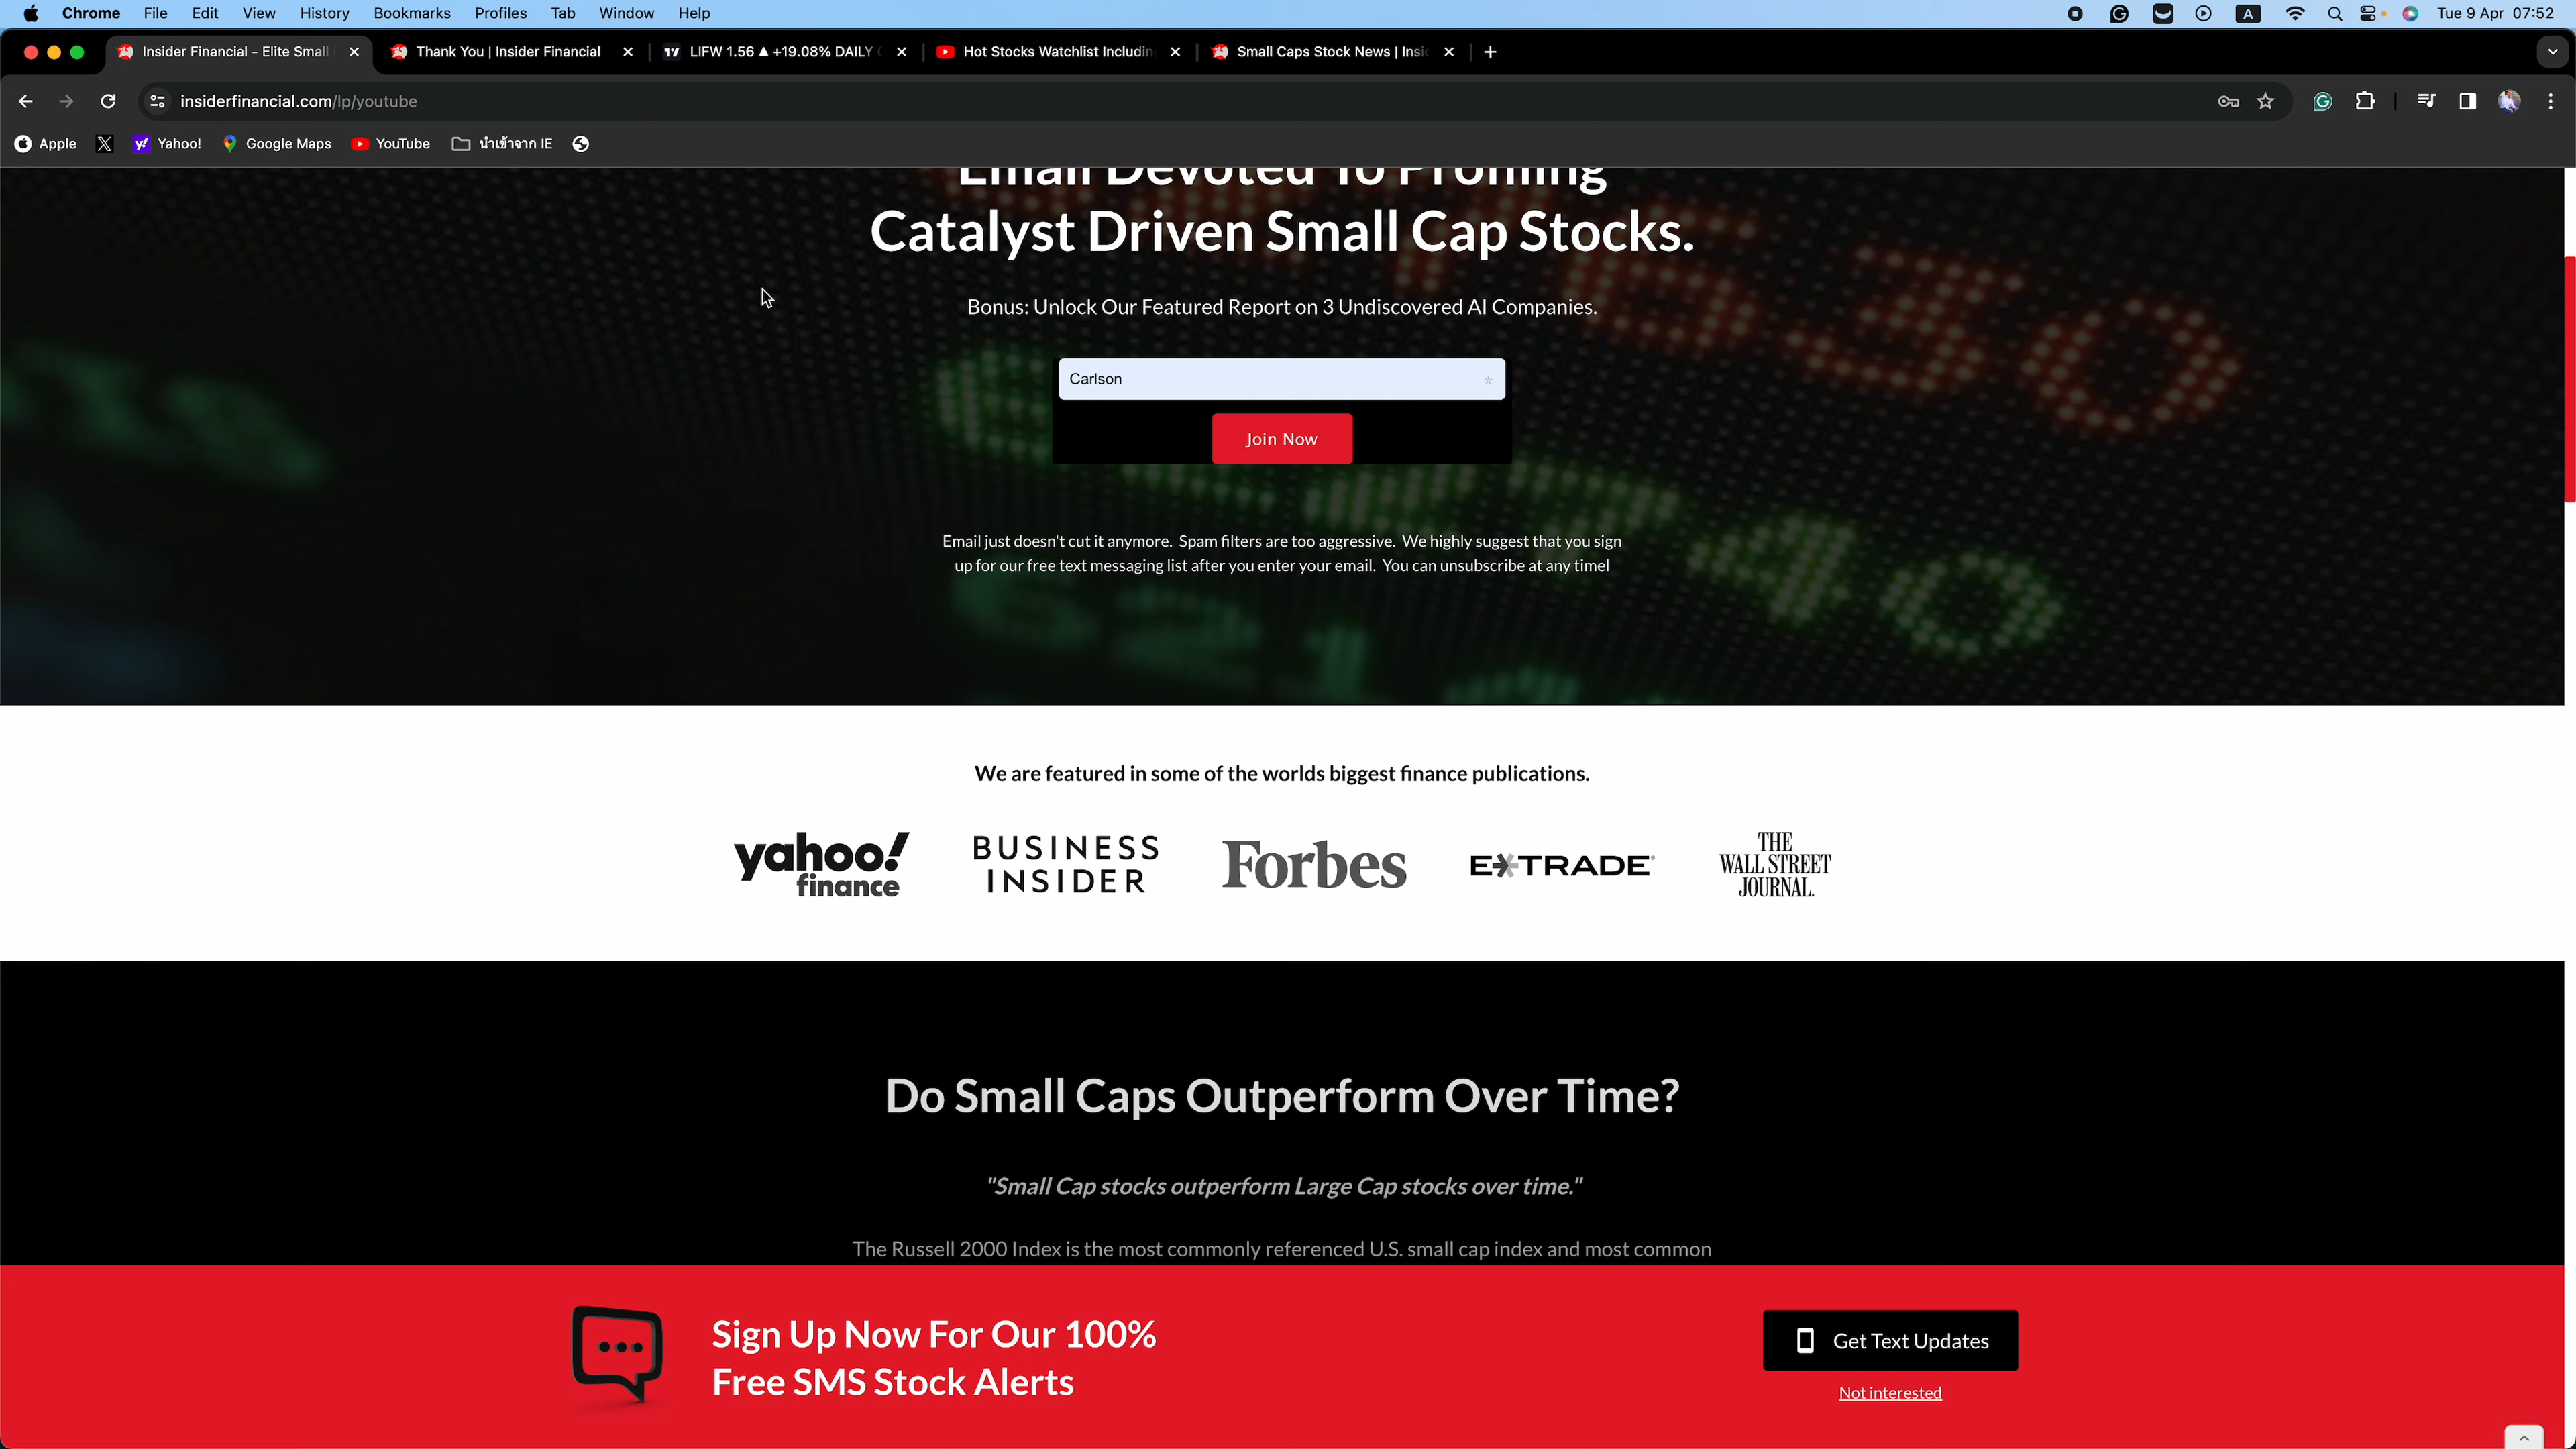 Chrome File Edit View History Bookmarks Profiles Tab Window Help A Tue 9 Apr 07:52
Insider Financial - Elite Small Thank You | Insider Financial LIFW 1.56 ▲ +19.08% DAILY Hot Stocks Watchlist Includin Small Caps Stock News | Insi
insiderfinancial.com/lp/youtube
Apple Yahoo! Google Maps YouTube นำเข้าจาก IE
Email Devoted To Profiling
Catalyst Driven Small Cap Stocks.
Bonus: Unlock Our Featured Report on 3 Undiscovered AI Companies.
Carlson
Join Now
Email just doesn't cut it anymore. Spam filters are too aggressive. We highly suggest that you sign
up for our free text messaging list after you enter your email. You can unsubscribe at any time!
We are featured in some of the worlds biggest finance publications.
yahoo! finance
BUSINESS INSIDER
Forbes
E*TRADE
THE WALL STREET JOURNAL.
Do Small Caps Outperform Over Time?
"Small Cap stocks outperform Large Cap stocks over time."
The Russell 2000 Index is the most commonly referenced U.S. small cap index and most common
Sign Up Now For Our 100%
Free SMS Stock Alerts
Get Text Updates
Not interested